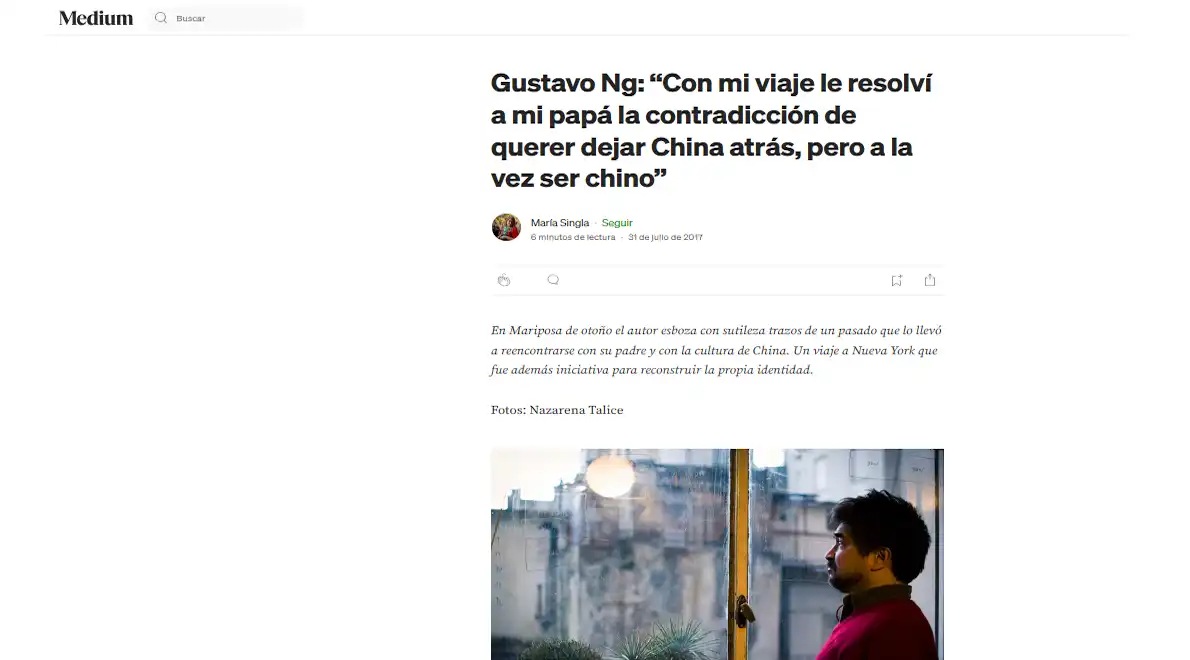 Medium
Buscar
Gustavo Ng: “Con mi viaje le resolví
a mi papá la contradicción de
querer dejar China atrás, pero a la
vez ser chino”
María Singla · Seguir
6 minutos de lectura · 31 de julio de 2017
En Mariposa de otoño el autor esboza con sutileza trazos de un pasado que lo llevó
a reencontrarse con su padre y con la cultura de China. Un viaje a Nueva York que
fue además iniciativa para reconstruir la propia identidad.
Fotos: Nazarena Talice